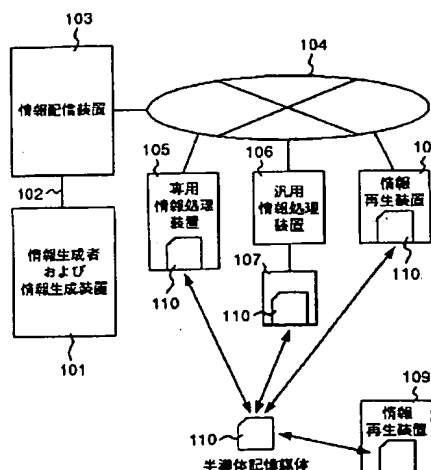 103
104
情報配信装置
102
105
専用
情報処理
装置
106
汎用
情報処理
装置
10
情報
再生装置
情報生成者
および
情報生成装置
101
107
110
110
110
109
情報
再生装置
110
半導体記憶媒体